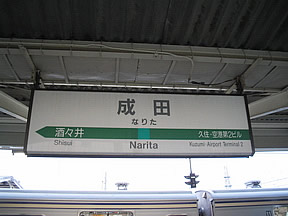 成田
なりた
酒々井
Shisui
Narita
久住・空港第2ビル
Kuzumi Airport Terminal 2